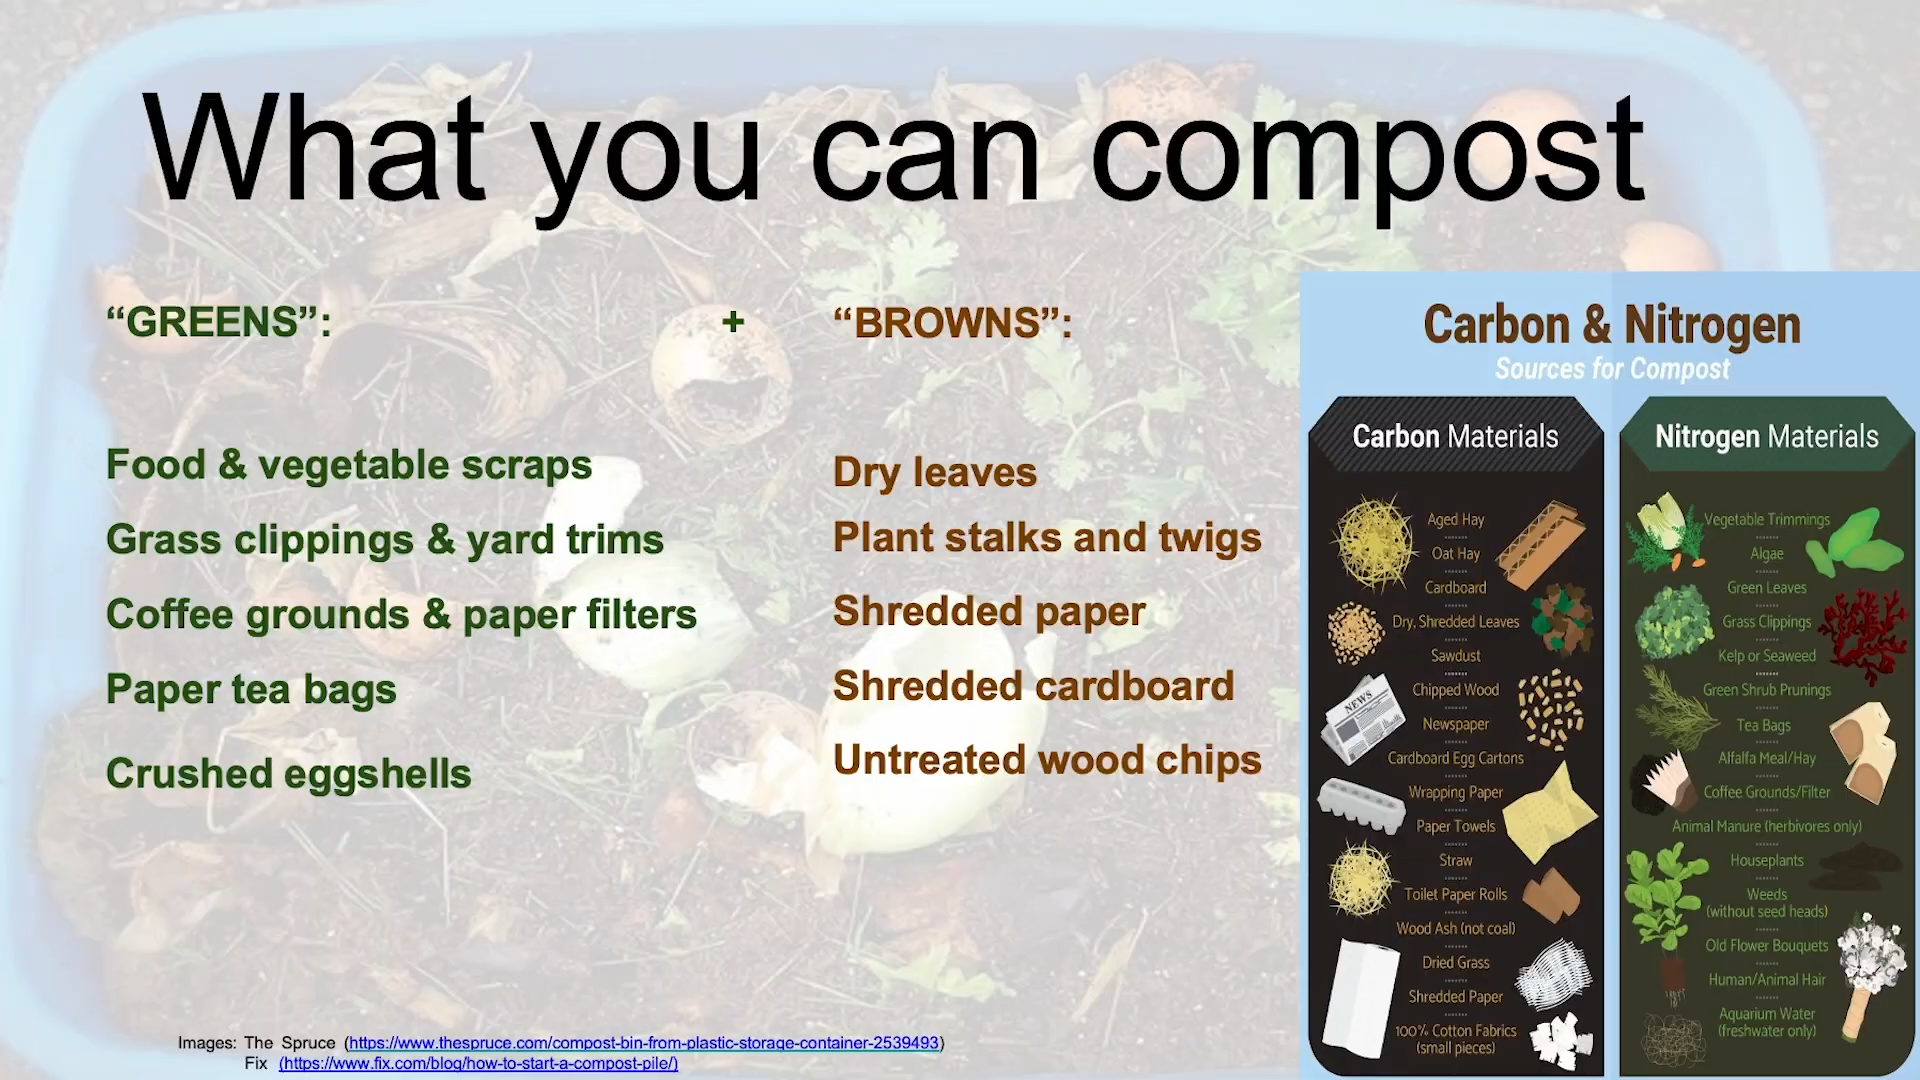 What you can compost
“GREENS”:
+
“BROWNS”:
Food & vegetable scraps
Grass clippings & yard trims
Coffee grounds & paper filters
Paper tea bags
Crushed eggshells
Dry leaves
Plant stalks and twigs
Shredded paper
Shredded cardboard
Untreated wood chips
Carbon & Nitrogen
Sources for Compost
Carbon Materials
Aged Hay
Oat Hay
Cardboard
Dry, Shredded Leaves
Sawdust
Chipped Wood
NEWS
Newspaper
Cardboard Egg Cartons
Wrapping Paper
Paper Towels
Straw
Toilet Paper Rolls
Wood Ash (not coal)
Dried Grass
Shredded Paper
100% Cotton Fabrics
(small pieces)
Nitrogen Materials
Vegetable Trimmings
Algae
Green Leaves
Grass Clippings
Kelp or Seaweed
Green Shrub Prunings
Tea Bags
Alfalfa Meal/Hay
Coffee Grounds/Filter
Animal Manure (herbivores only)
Houseplants
Weeds
(without seed heads)
Old Flower Bouquets
Human/Animal Hair
Aquarium Water
(freshwater only)
Images: The Spruce (https://www.thespruce.com/compost-bin-from-plastic-storage-container-2539493)
Fix (https://www.fix.com/blog/how-to-start-a-compost-pile/)